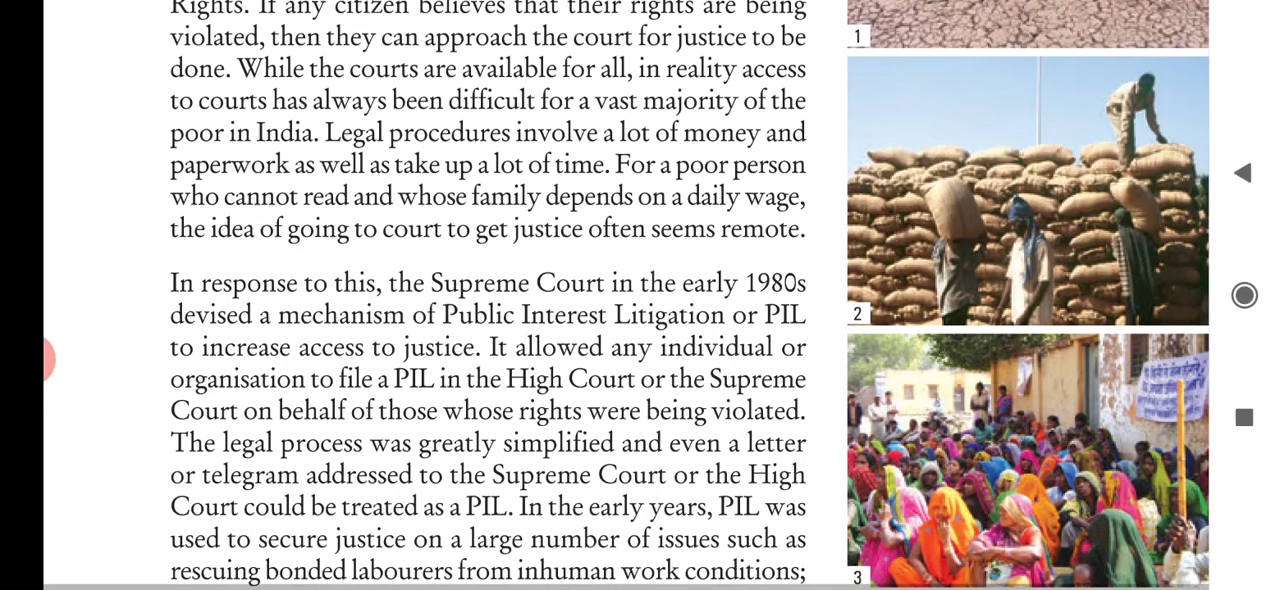 Rights. If any citizen believes that their rights are being
violated, then they can approach the court for justice to be
done. While the courts are available for all, in reality access
to courts has always been difficult for a vast majority of the
poor in India. Legal procedures involve a lot of money and
paperwork as well as take up a lot of time. For a poor person
who cannot read and whose family depends on a daily wage,
the idea of going to court to get justice often seems remote.
In response to this, the Supreme Court in the early 1980s
devised a mechanism of Public Interest Litigation or PIL
to increase access to justice. It allowed any individual or
organisation to file a PIL in the High Court or the Supreme
Court on behalf of those whose rights were being violated.
The legal process was greatly simplified and even a letter
or telegram addressed to the Supreme Court or the High
Court could be treated as a PIL. In the early years, PIL was
used to secure justice on a large number of issues such as
rescuing bonded labourers from inhuman work conditions;
1
2
3